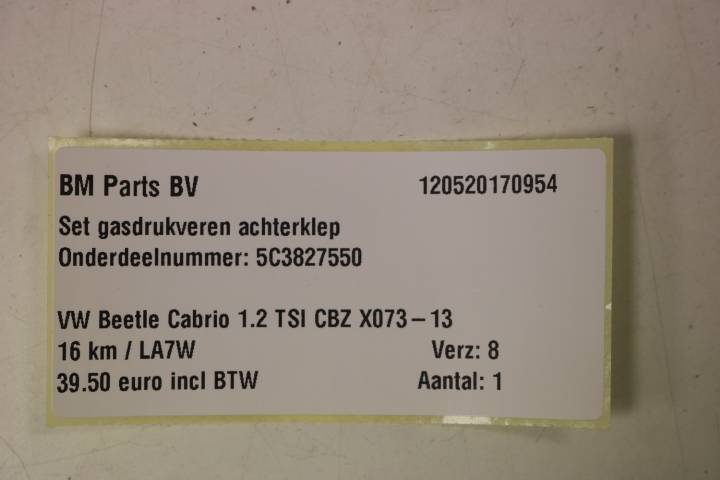 BM Parts BV 120520170954
Set gasdrukveren achterklep
Onderdeelnummer: 5C3827550
VW Beetle Cabrio 1.2 TSI CBZ X073-13
16 km / LA7W Verz: 8
39.50 euro incl BTW Aantal: 1